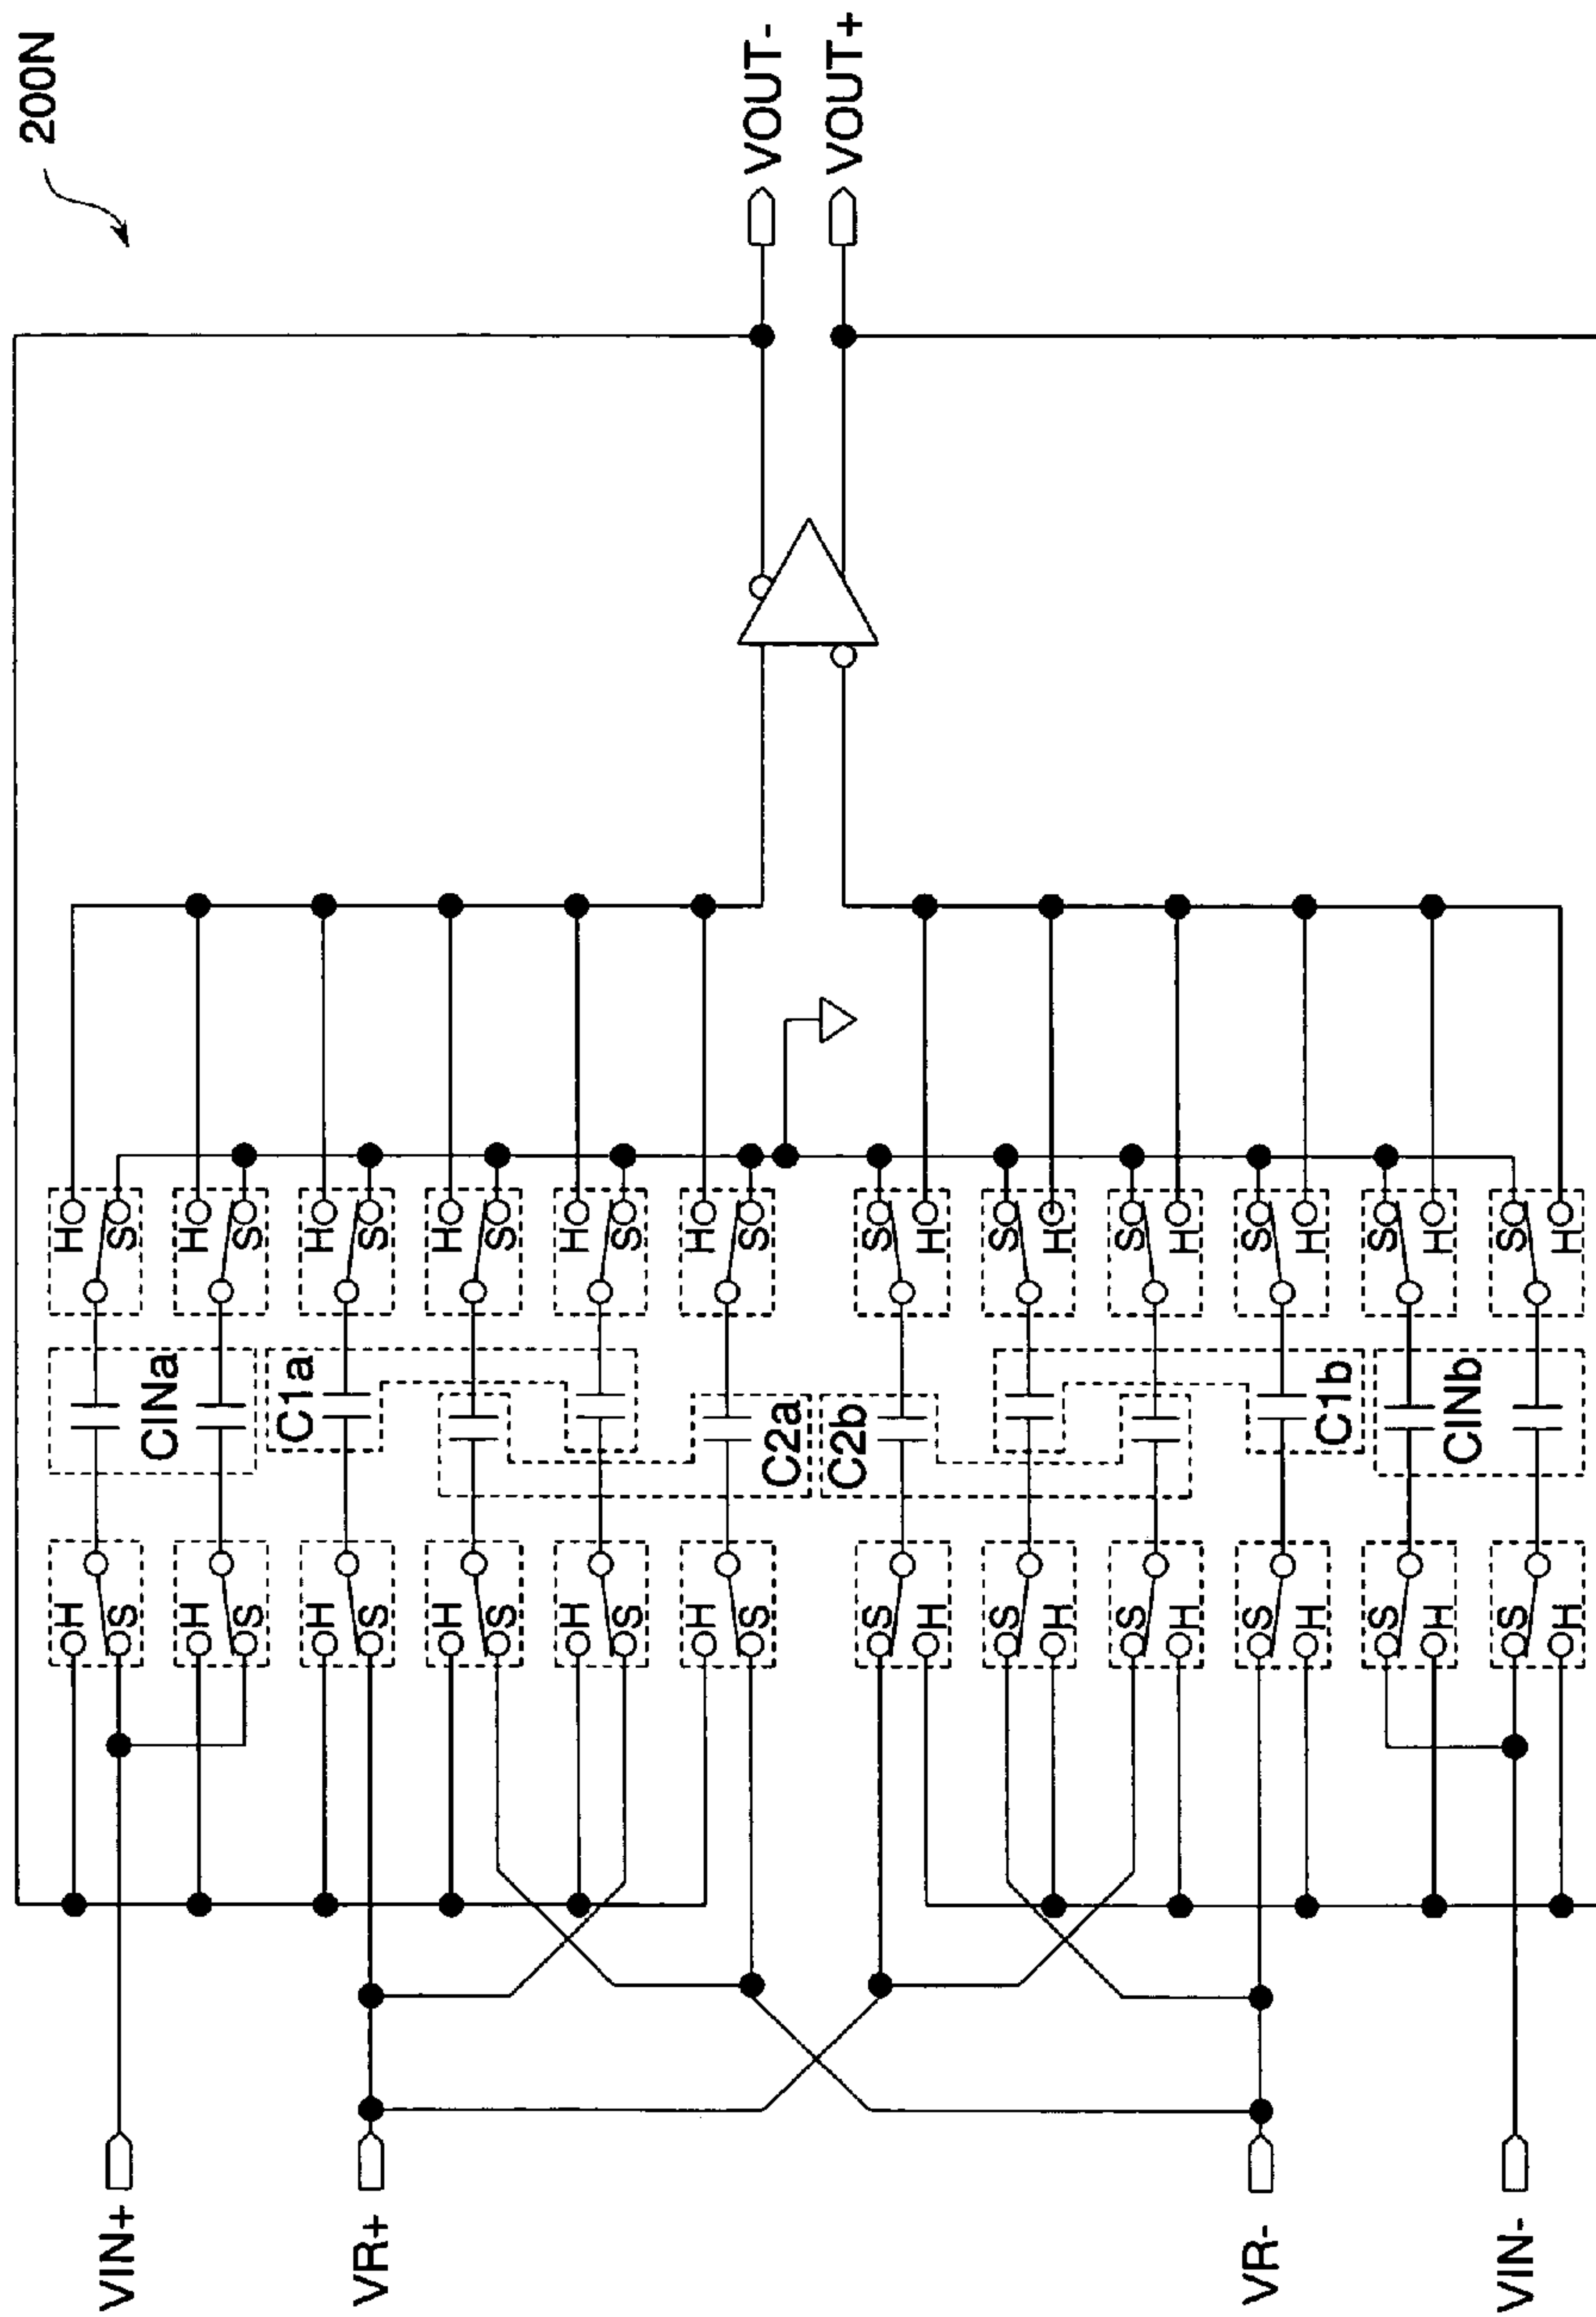 200N
H H
VIN+ S S
CINa
H H
S S
C1a
H H
VR+ S S
H H
S S
H H
S S
H H
S S
VOUT-
C2a
VOUT+
C2b
S S
H H
S S
H H
S S
H H
VR- S S
H H
C1b
S S
H H
CINb
VIN- S S
H H